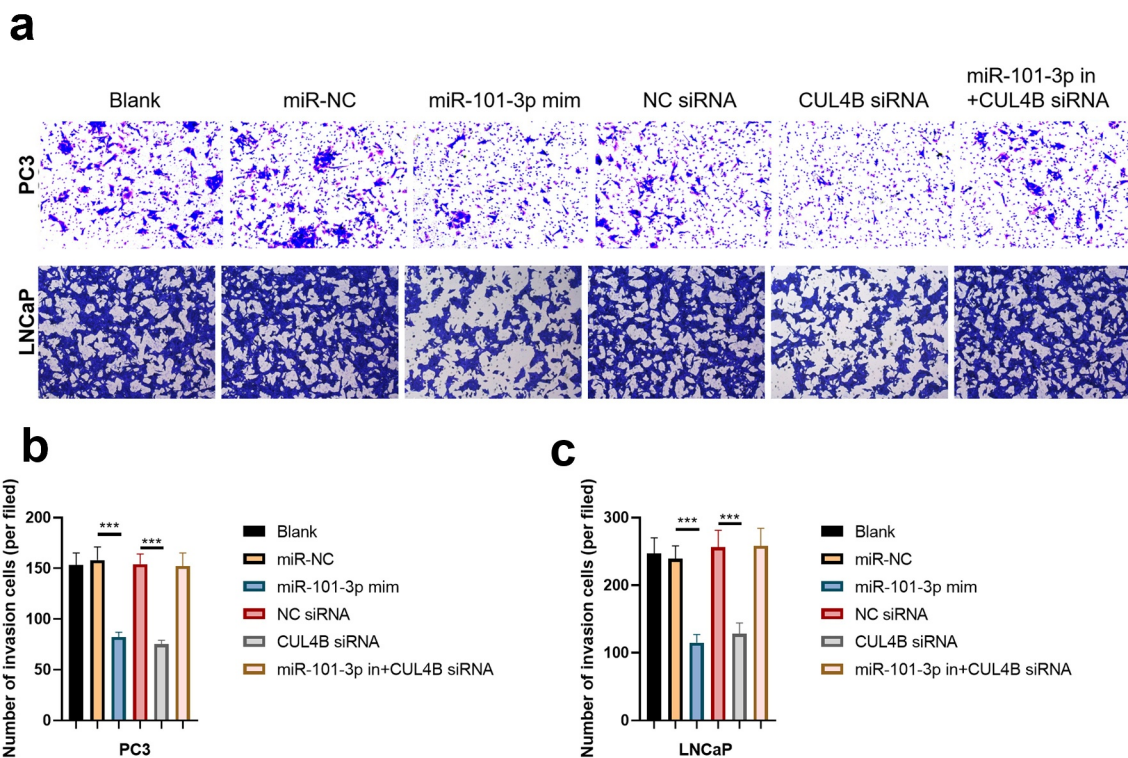 a
Blank
miR-NC
miR-101-3p mim
NC siRNA
CUL4B siRNA
miR-101-3p in
+CUL4B siRNA
PC3
LNCaP
b
Number of invasion cells (per filed)
200
150
100
50
0
***
***
PC3
Blank
miR-NC
miR-101-3p mim
NC siRNA
CUL4B siRNA
miR-101-3p in+CUL4B siRNA
c
Number of invasion cells (per filed)
300
200
100
0
***
***
LNCaP
Blank
miR-NC
miR-101-3p mim
NC siRNA
CUL4B siRNA
miR-101-3p in+CUL4B siRNA